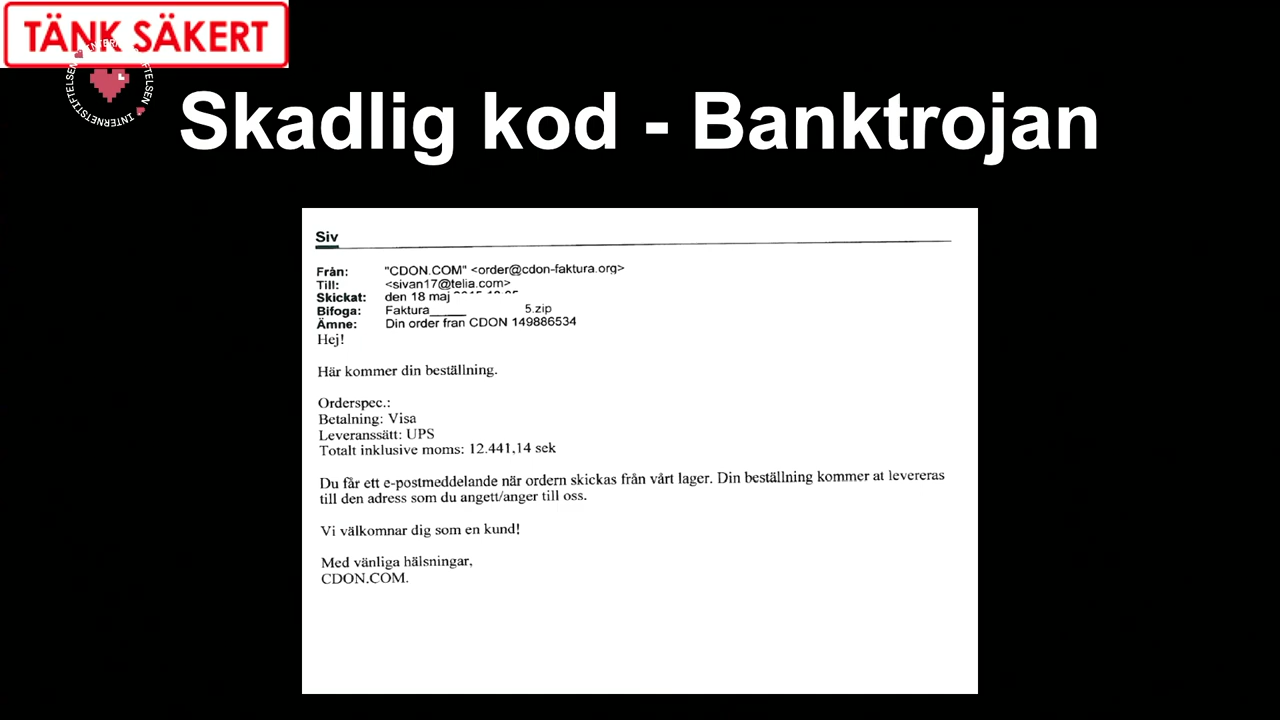 TÄNK SÄKERT
INTERNETSTIFTELSEN
Skadlig kod - Banktrojan
Siv
Från: "CDON.COM" <order@cdon-faktura.org>
Till: <sivan17@telia.com>
Skickat: den 18 maj
Bifoga: Faktura_____ 5.zip
Ämne: Din order fran CDON 149886534
Hej!
Här kommer din beställning.
Orderspec.:
Betalning: Visa
Leveranssätt: UPS
Totalt inklusive moms: 12.441,14 sek
Du får ett e-postmeddelande när ordern skickas från vårt lager. Din beställning kommer at levereras
till den adress som du angett/anger till oss.
Vi välkomnar dig som en kund!
Med vänliga hälsningar,
CDON.COM.